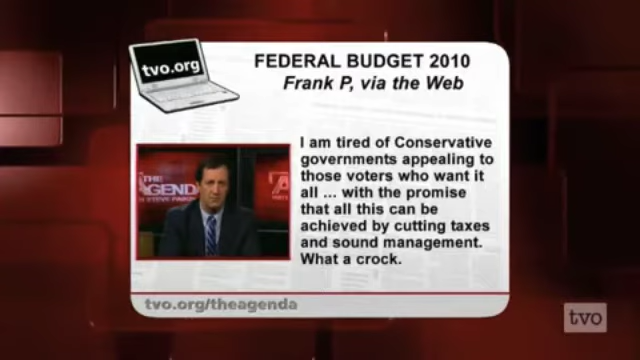 tvo.org
FEDERAL BUDGET 2010
Frank P, via the Web
I am tired of Conservative
governments appealing to
those voters who want it
all ... with the promise
that all this can be
achieved by cutting taxes
and sound management.
What a crock.
THE
AGENDA
tvo.org/theagenda
tvo